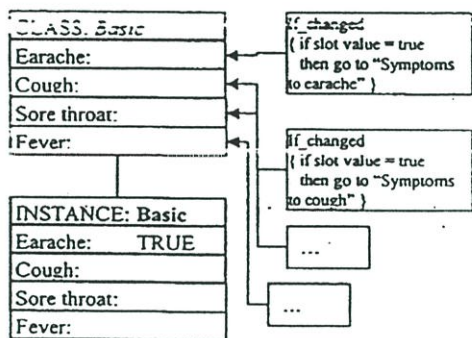 CLASS: Basic
Earache:
Cough:
Sore throat:
Fever:
INSTANCE: Basic
Earache: TRUE
Cough:
Sore throat:
Fever:
If_changed
{ if slot value = true
then go to “Symptoms
to earache” }
If_changed
{ if slot value = true
then go to “Symptoms
to cough” }
...
...